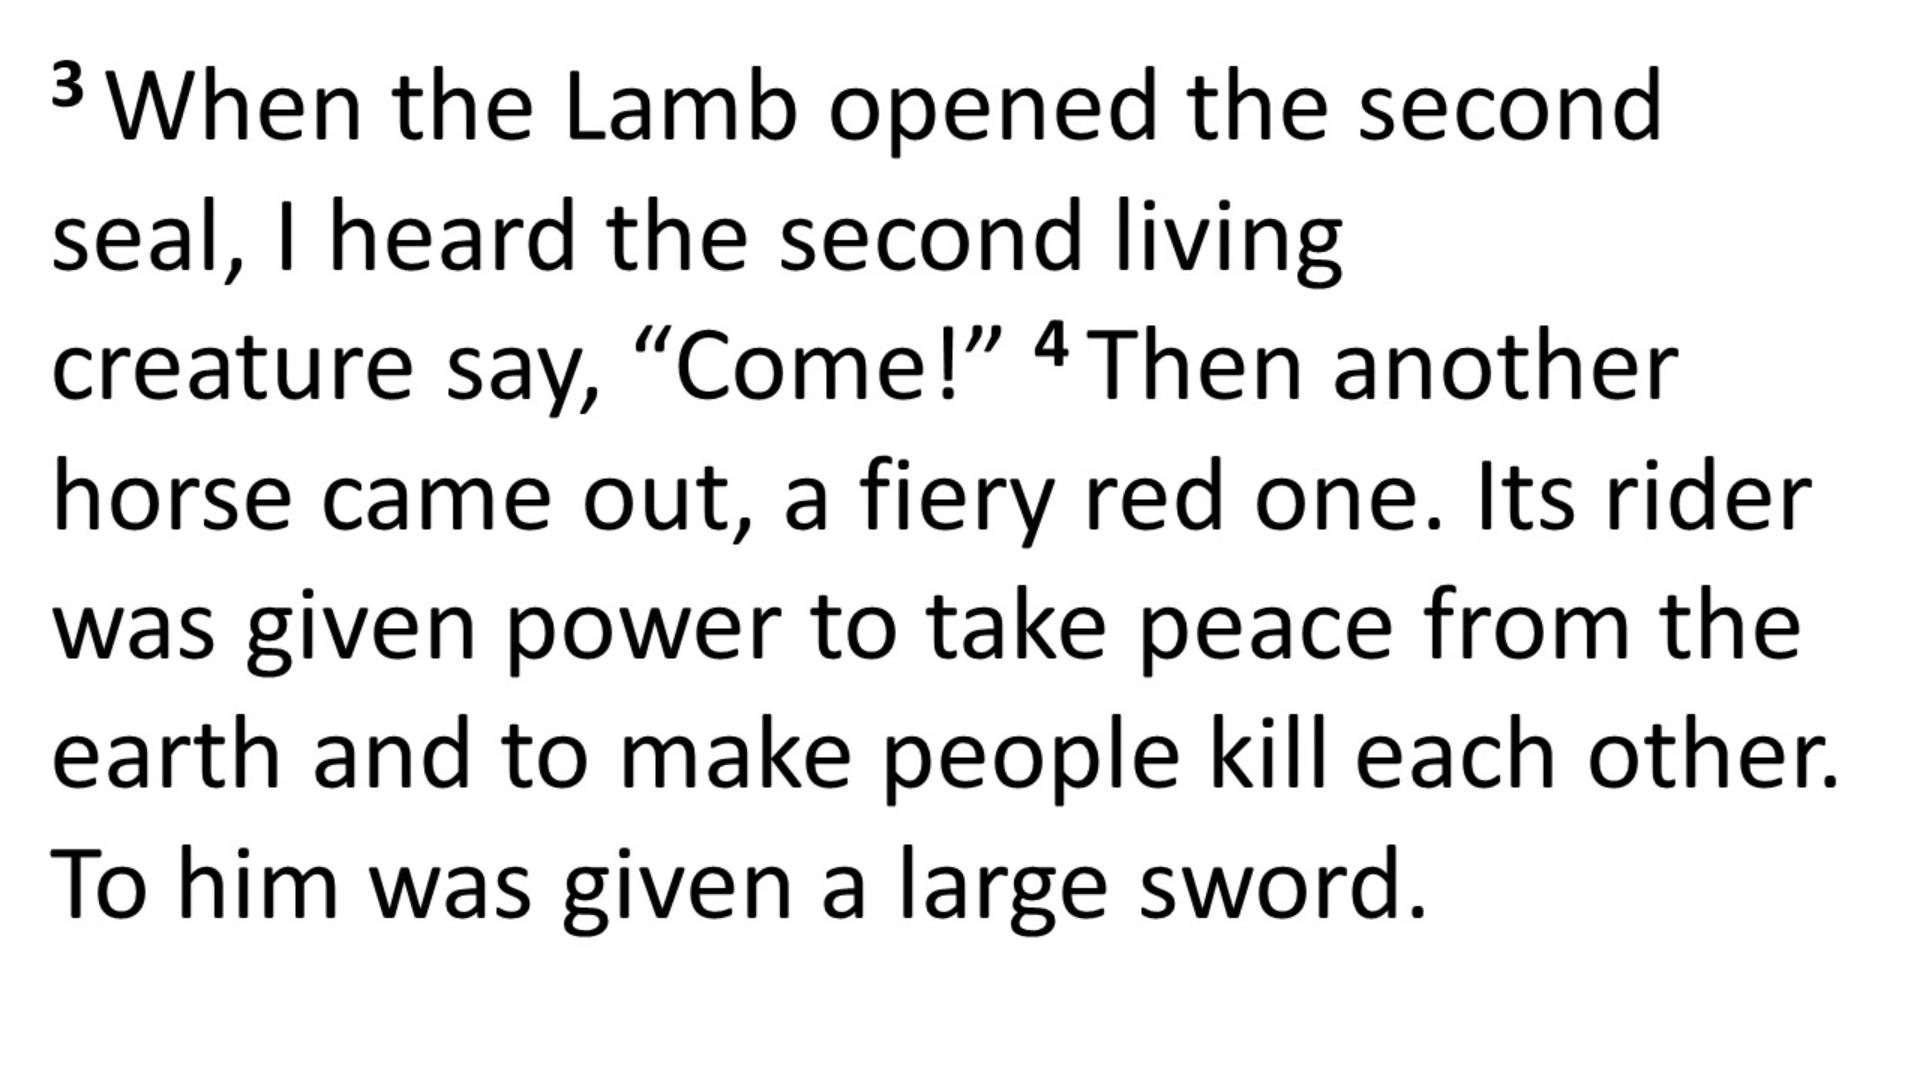 ³ When the Lamb opened the second
seal, I heard the second living
creature say, “Come!” ⁴ Then another
horse came out, a fiery red one. Its rider
was given power to take peace from the
earth and to make people kill each other.
To him was given a large sword.